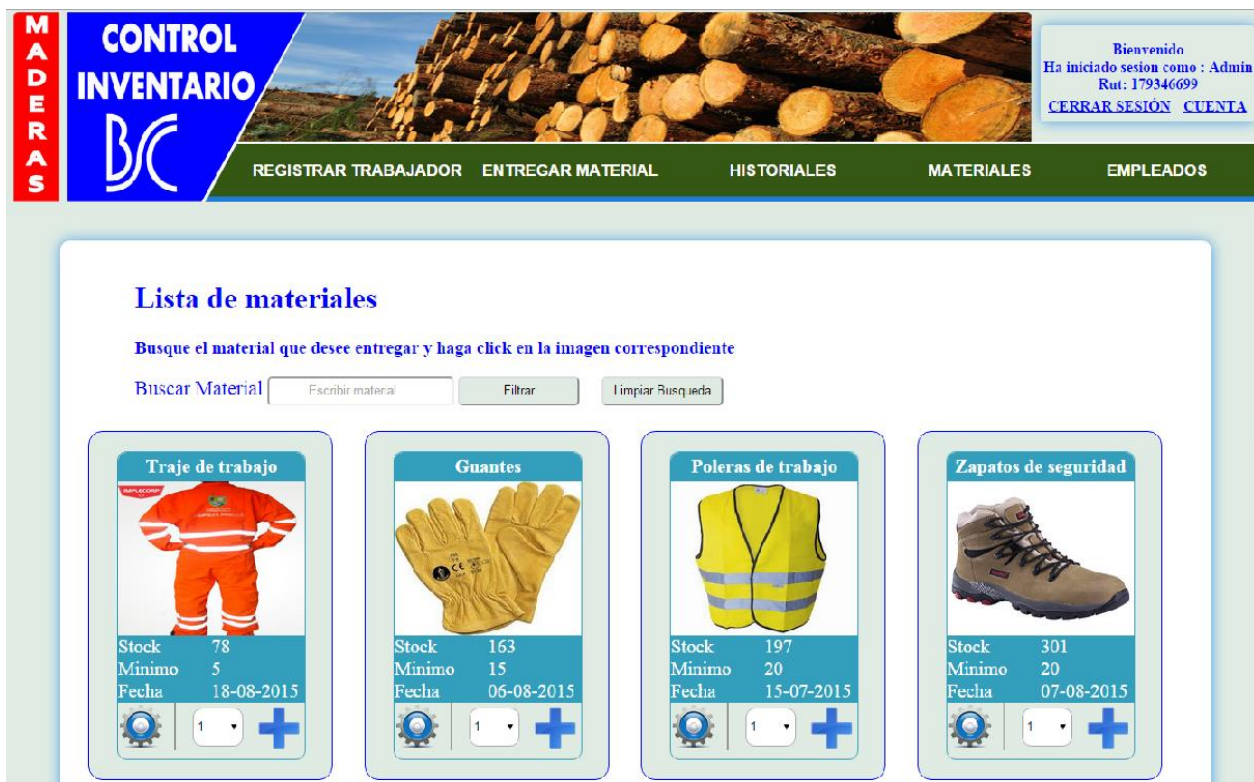 MADERAS
CONTROL
INVENTARIO
BSC
Bienvenido
Ha iniciado sesion como : Admin
Rut: 179346699
CERRAR SESIÓN CUENTA
REGISTRAR TRABAJADOR ENTREGAR MATERIAL HISTORIALES MATERIALES EMPLEADOS
Lista de materiales
Busque el material que desee entregar y haga click en la imagen correspondiente
Buscar Material Escribir material Filtrar Limpiar Busqueda
Traje de trabajo
IMPLECORP
Stock 78
Minimo 5
Fecha 18-08-2015
1
Guantes
CE
Stock 163
Minimo 15
Fecha 06-08-2015
1
Poleras de trabajo
Stock 197
Minimo 20
Fecha 15-07-2015
1
Zapatos de seguridad
Stock 301
Minimo 20
Fecha 07-08-2015
1